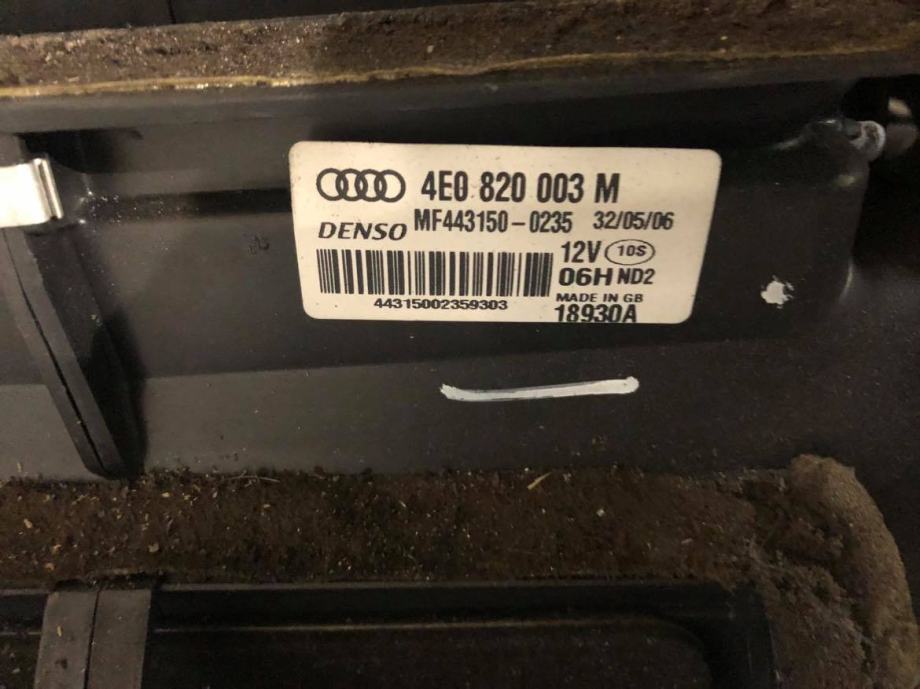 4E0 820 003 M
DENSO MF443150-0235 32/05/06
12V 10S
06H ND2
44315002359303
MADE IN GB
18930A